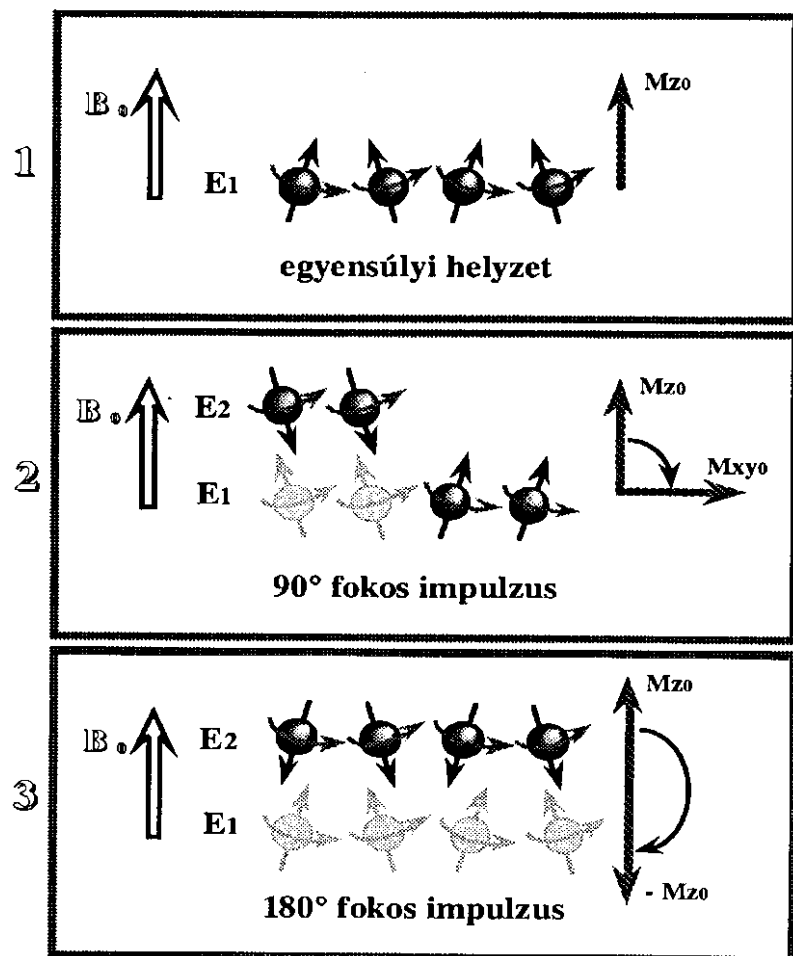 1
B₀
Mz₀
E1
egyensúlyi helyzet
2
B₀
E2
Mz₀
E1
Mxy₀
90° fokos impulzus
3
B₀
E2
Mz₀
E1
- Mz₀
180° fokos impulzus